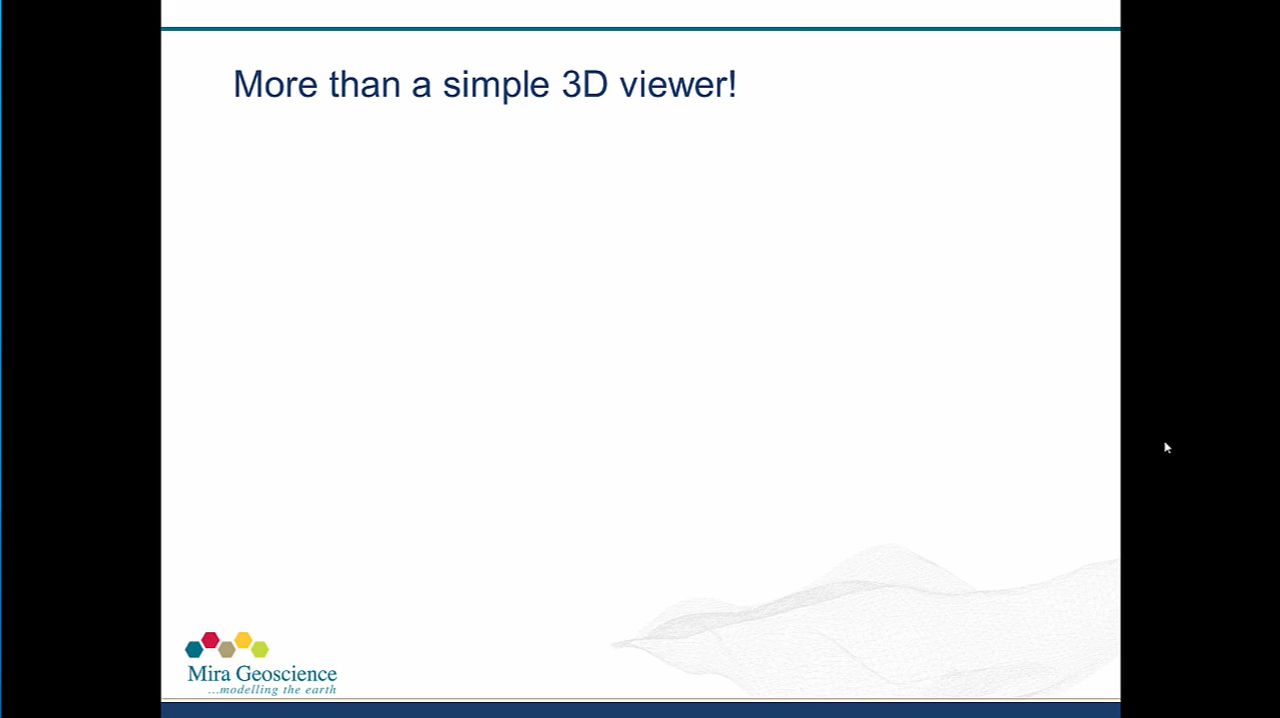 More than a simple 3D viewer!
Mira Geoscience
...modelling the earth